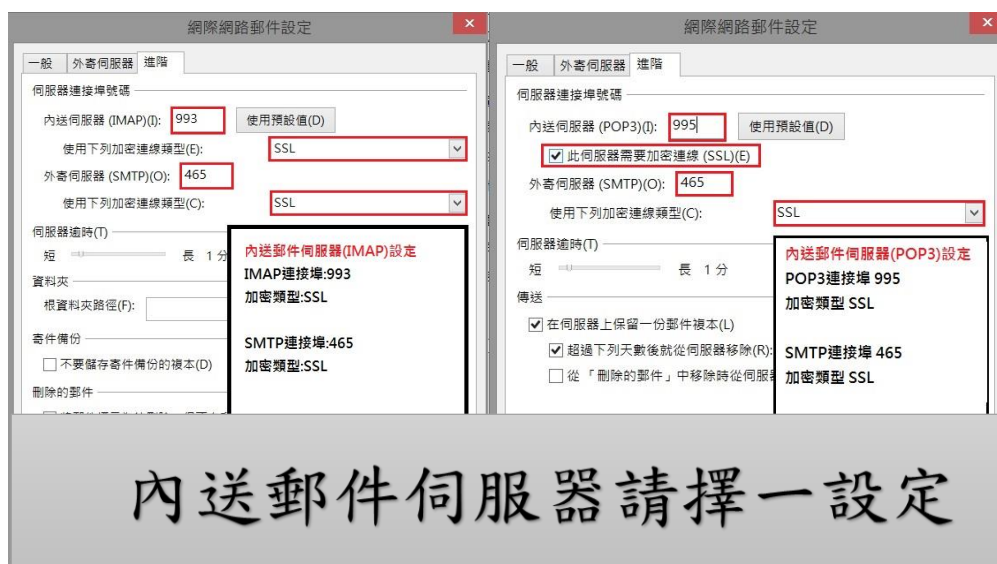 網際網路郵件設定
一般
外寄伺服器
進階
伺服器連接埠號碼
內送伺服器 (IMAP)(I):
993
使用預設值(D)
使用下列加密連線類型(E):
SSL
外寄伺服器 (SMTP)(O):
465
使用下列加密連線類型(C):
SSL
伺服器逾時(T)
短
長 1 分
資料夾
根資料夾路徑(F):
寄件備份
不要儲存寄件備份的複本(D)
刪除的郵件
內送郵件伺服器(IMAP)設定
IMAP連接埠:993
加密類型:SSL
SMTP連接埠:465
加密類型:SSL
網際網路郵件設定
一般
外寄伺服器
進階
伺服器連接埠號碼
內送伺服器 (POP3)(I):
995
使用預設值(D)
此伺服器需要加密連線 (SSL)(E)
外寄伺服器 (SMTP)(O):
465
使用下列加密連線類型(C):
SSL
伺服器逾時(T)
短
長 1 分
傳送
在伺服器上保留一份郵件複本(L)
超過下列天數後就從伺服器移除(R):
從「刪除的郵件」中移除時從伺服器
內送郵件伺服器(POP3)設定
POP3連接埠 995
加密類型 SSL
SMTP連接埠 465
加密類型 SSL
內送郵件伺服器請擇一設定